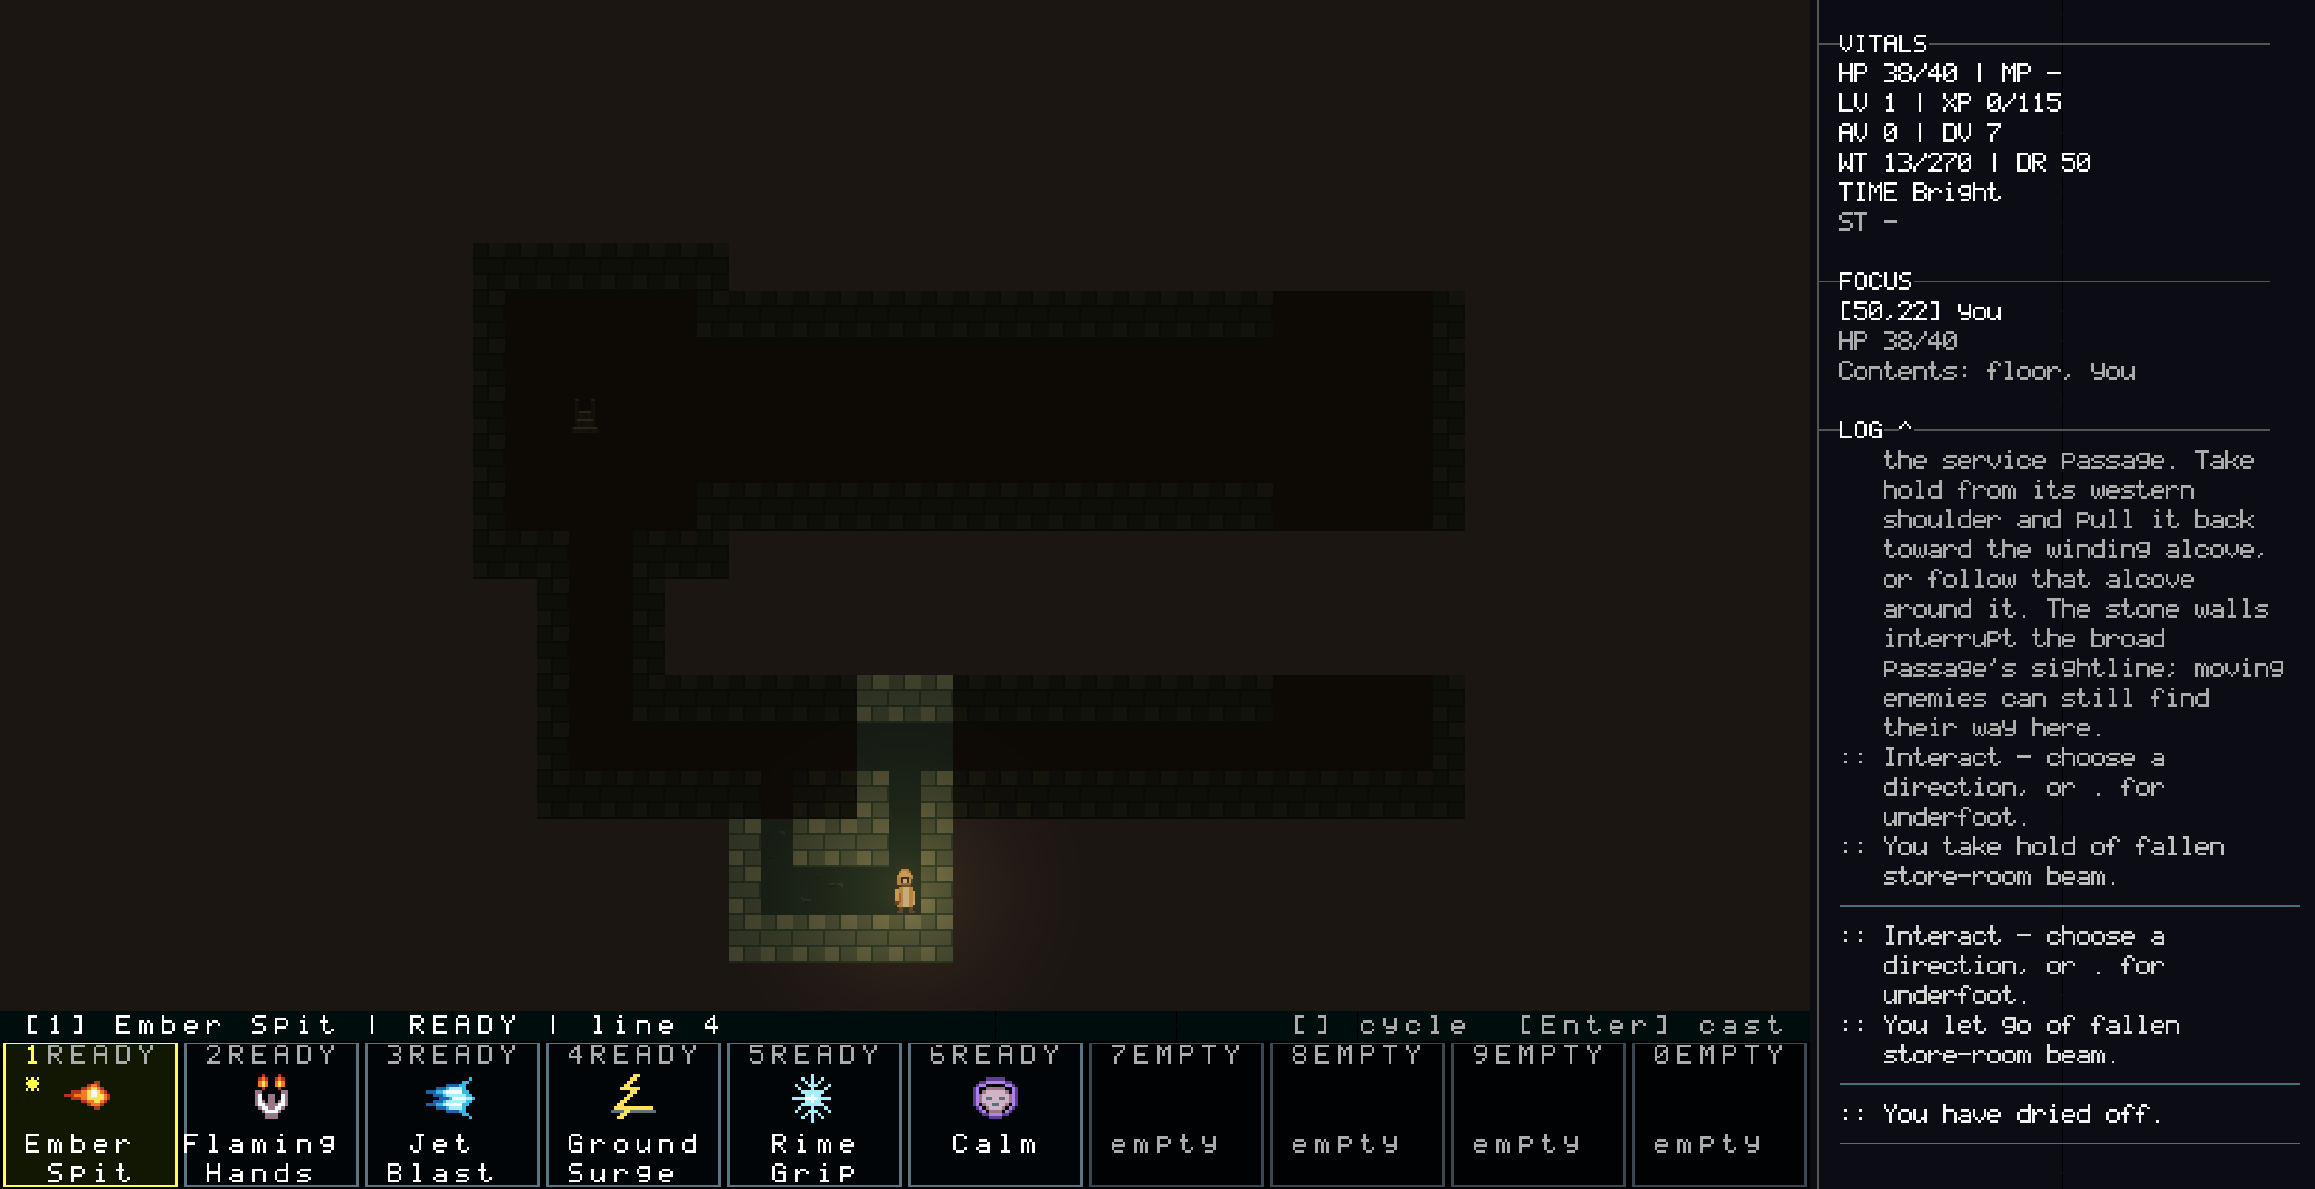 VITALS
HP 38/40 | MP -
LV 1 | XP 0/115
AV 0 | DV 7
WT 13/270 | DR 50
TIME Bright
ST -
FOCUS
[50,22] You
HP 38/40
Contents: floor, You
LOG ^
the service passage. Take
hold from its western
shoulder and pull it back
toward the winding alcove,
or follow that alcove
around it. The stone walls
interrupt the broad
passage's sightline; moving
enemies can still find
their way here.
:: Interact - choose a
direction, or . for
underfoot.
:: You take hold of fallen
store-room beam.
:: Interact - choose a
direction, or . for
underfoot.
:: You let go of fallen
store-room beam.
:: You have dried off.
[1] Ember Spit | READY | line 4 [] cycle [Enter] cast
1READY 2READY 3READY 4READY 5READY 6READY 7EMPTY 8EMPTY 9EMPTY 0EMPTY
Ember Flaming Jet Ground Rime Calm empty empty empty empty
Spit Hands Blast Surge Grip